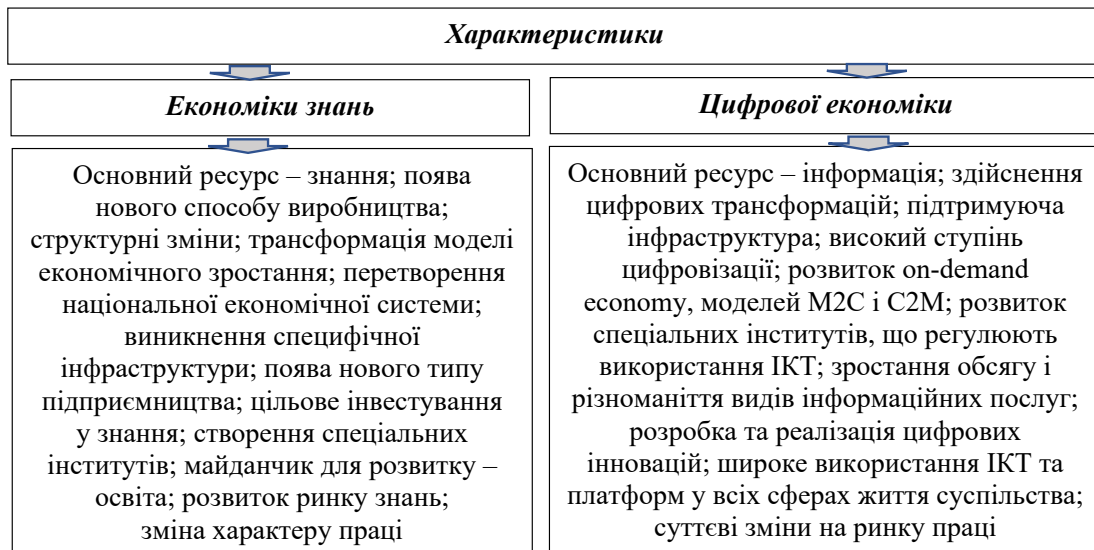 Характеристики
Економіки знань
Основний ресурс – знання; поява
нового способу виробництва;
структурні зміни; трансформація моделі
економічного зростання; перетворення
національної економічної системи;
виникнення специфічної
інфраструктури; поява нового типу
підприємництва; цільове інвестування
у знання; створення спеціальних
інститутів; майданчик для розвитку –
освіта; розвиток ринку знань;
зміна характеру праці
Цифрової економіки
Основний ресурс – інформація; здійснення
цифрових трансформацій; підтримуюча
інфраструктура; високий ступінь
цифровізації; розвиток on-demand
economy, моделей М2С і С2М; розвиток
спеціальних інститутів, що регулюють
використання ІКТ; зростання обсягу і
різноманіття видів інформаційних послуг;
розробка та реалізація цифрових
інновацій; широке використання ІКТ та
платформ у всіх сферах життя суспільства;
суттєві зміни на ринку праці